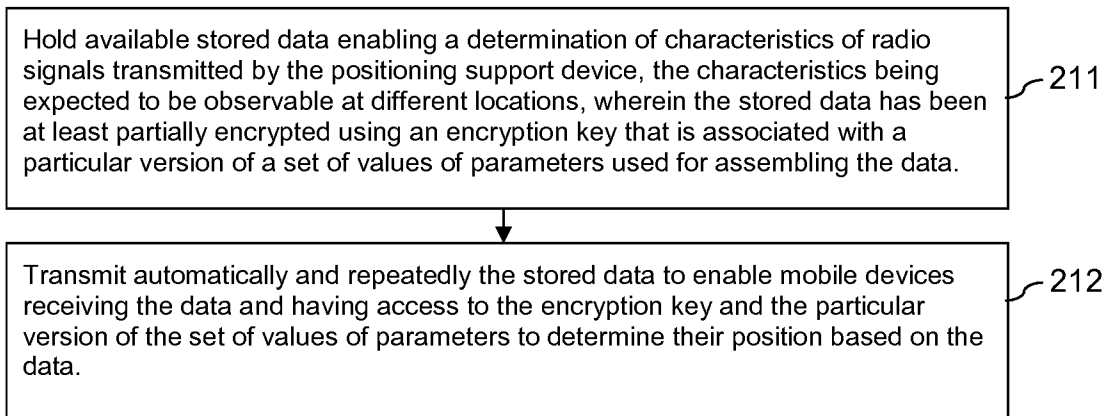 Hold available stored data enabling a determination of characteristics of radio
signals transmitted by the positioning support device, the characteristics being
expected to be observable at different locations, wherein the stored data has been
at least partially encrypted using an encryption key that is associated with a
particular version of a set of values of parameters used for assembling the data.
211
Transmit automatically and repeatedly the stored data to enable mobile devices
receiving the data and having access to the encryption key and the particular
version of the set of values of parameters to determine their position based on the
data.
212